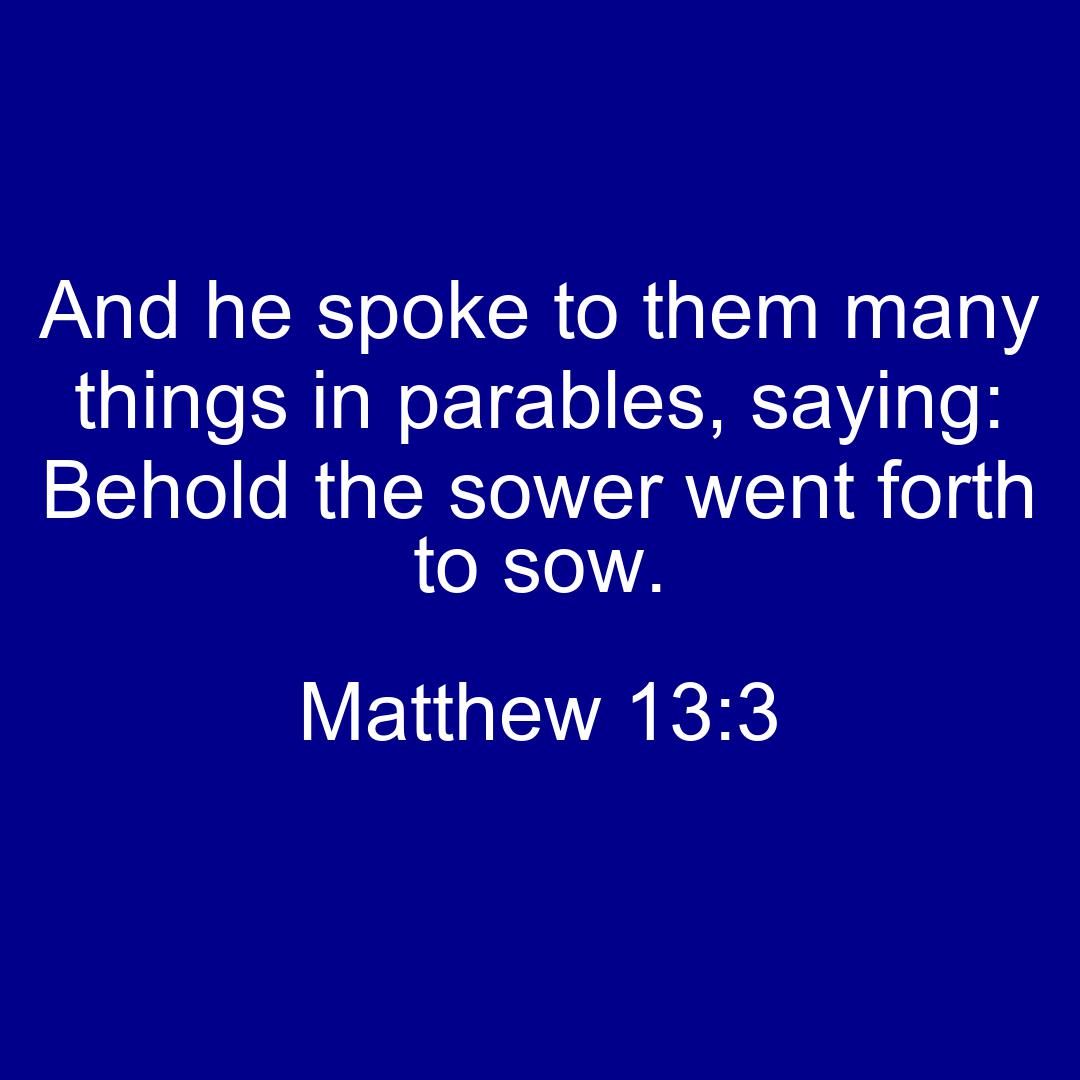 And he spoke to them many
things in parables, saying:
Behold the sower went forth
to sow.
Matthew 13:3